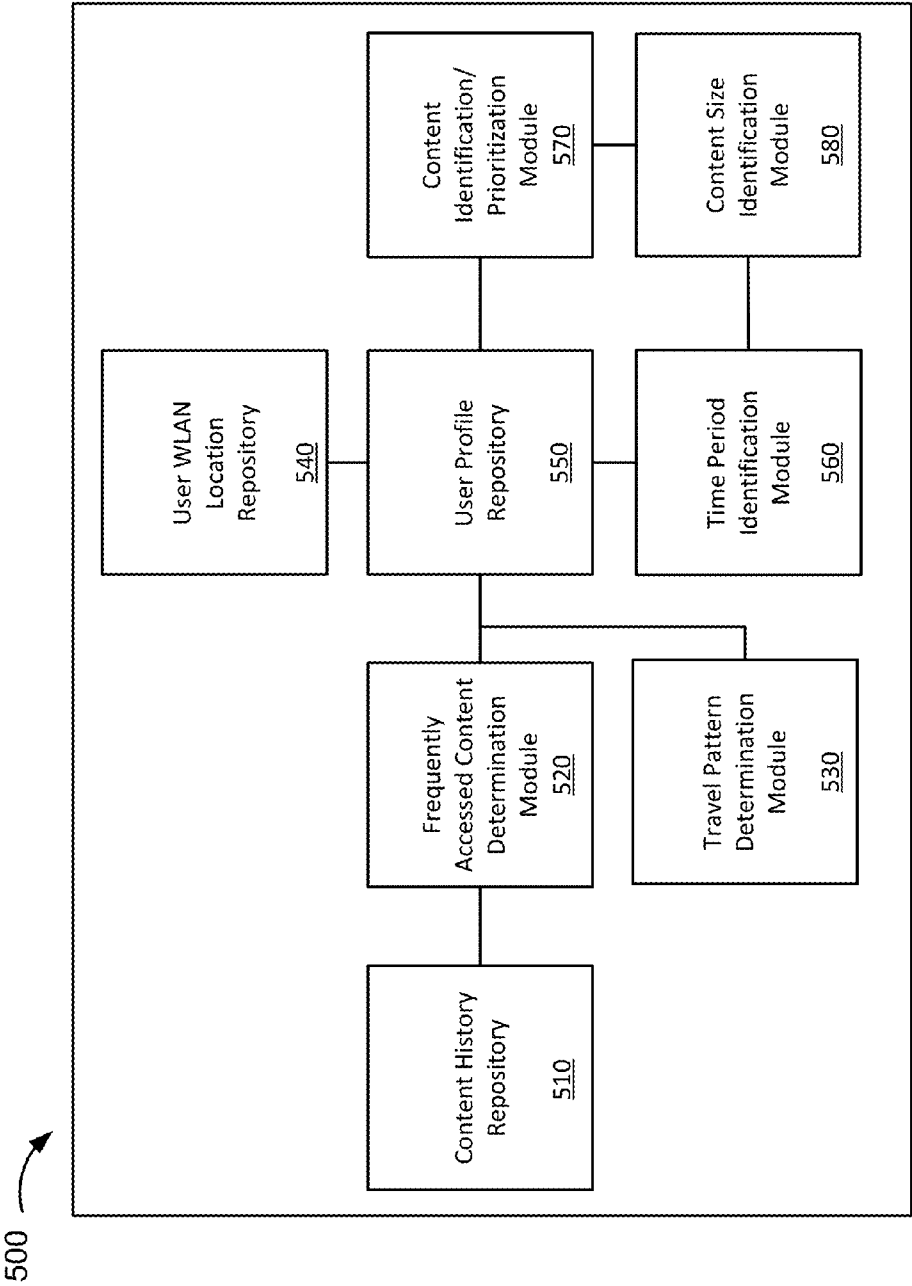 500
Content History
Repository
510
Frequently
Accessed Content
Determination
Module
520
Travel Pattern
Determination
Module
530
User WLAN
Location
Repository
540
User Profile
Repository
550
Time Period
Identification
Module
560
Content
Identification/
Prioritization
Module
570
Content Size
Identification
Module
580